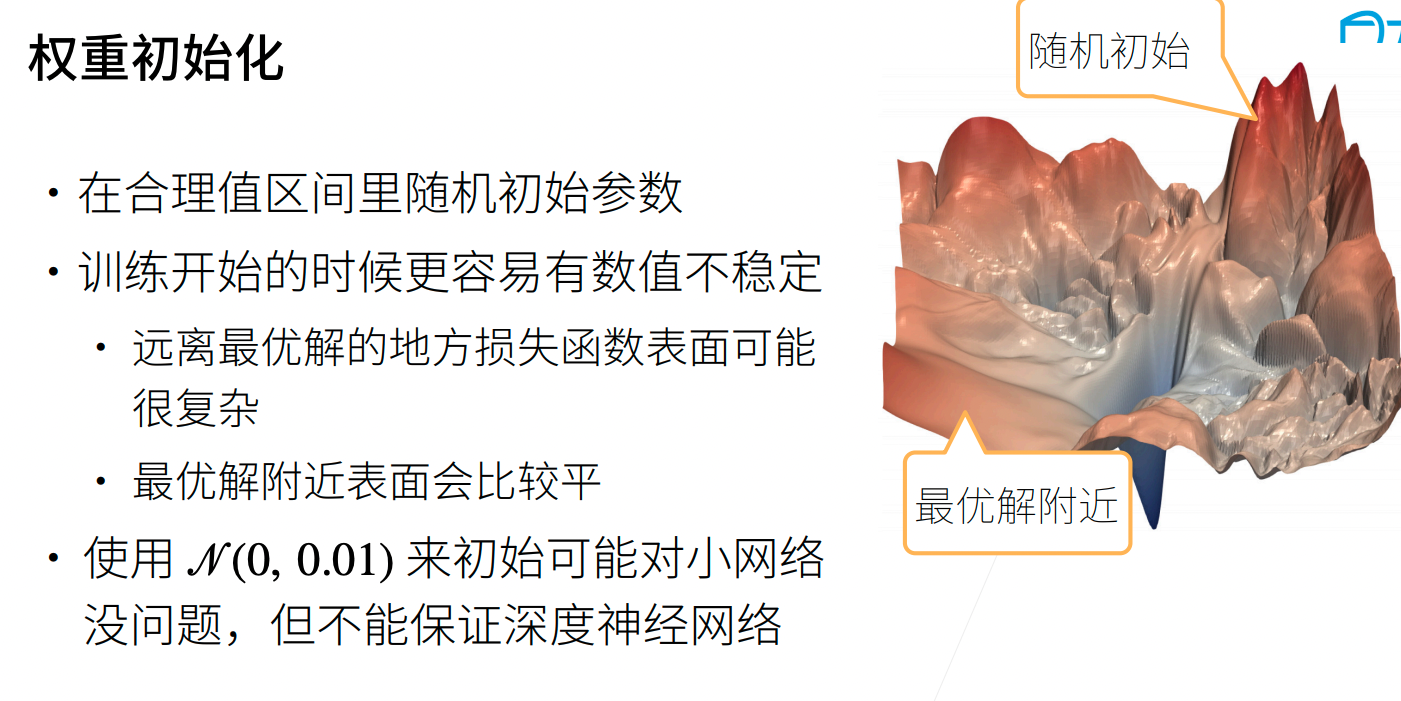 权重初始化
随机初始
• 在合理值区间里随机初始参数
• 训练开始的时候更容易有数值不稳定
• 远离最优解的地方损失函数表面可能
很复杂
• 最优解附近表面会比较平
最优解附近
• 使用 𝒩(0, 0.01) 来初始可能对小网络
没问题，但不能保证深度神经网络